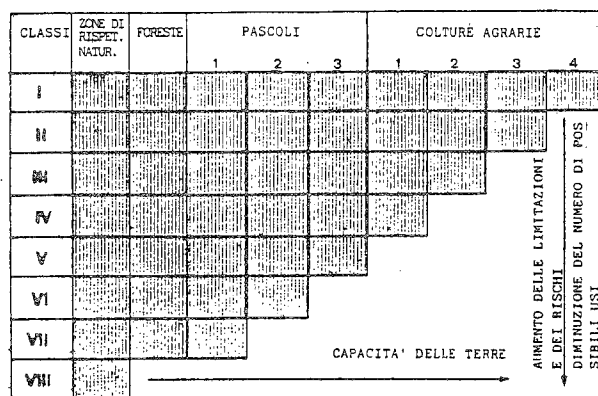 CLASSI
ZONE DI
RISPET.
NATUR.
FORESTE
PASCOLI
COLTURE AGRARIE
1 2 3 1 2 3 4
I
II
III
IV
V
VI
VII
VIII
CAPACITA' DELLE TERRE
AUMENTO DELLE LIMITAZIONI
E DEI RISCHI
DIMINUZIONE DEL NUMERO DI POS
SIBILI USI